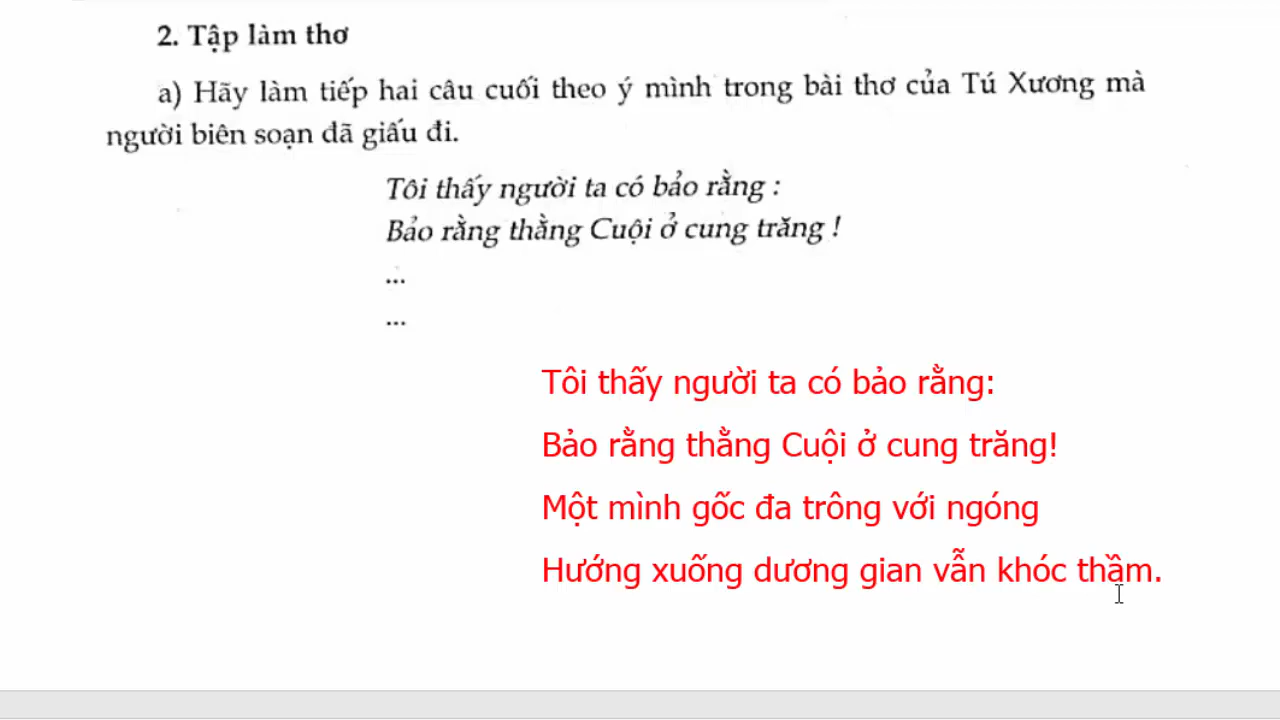 2. Tập làm thơ
a) Hãy làm tiếp hai câu cuối theo ý mình trong bài thơ của Tú Xương mà
người biên soạn đã giấu đi.
Tôi thấy người ta có bảo rằng :
Bảo rằng thằng Cuội ở cung trăng !
...
...
Tôi thấy người ta có bảo rằng:
Bảo rằng thằng Cuội ở cung trăng!
Một mình gốc đa trông với ngóng
Hướng xuống dương gian vẫn khóc thầm.